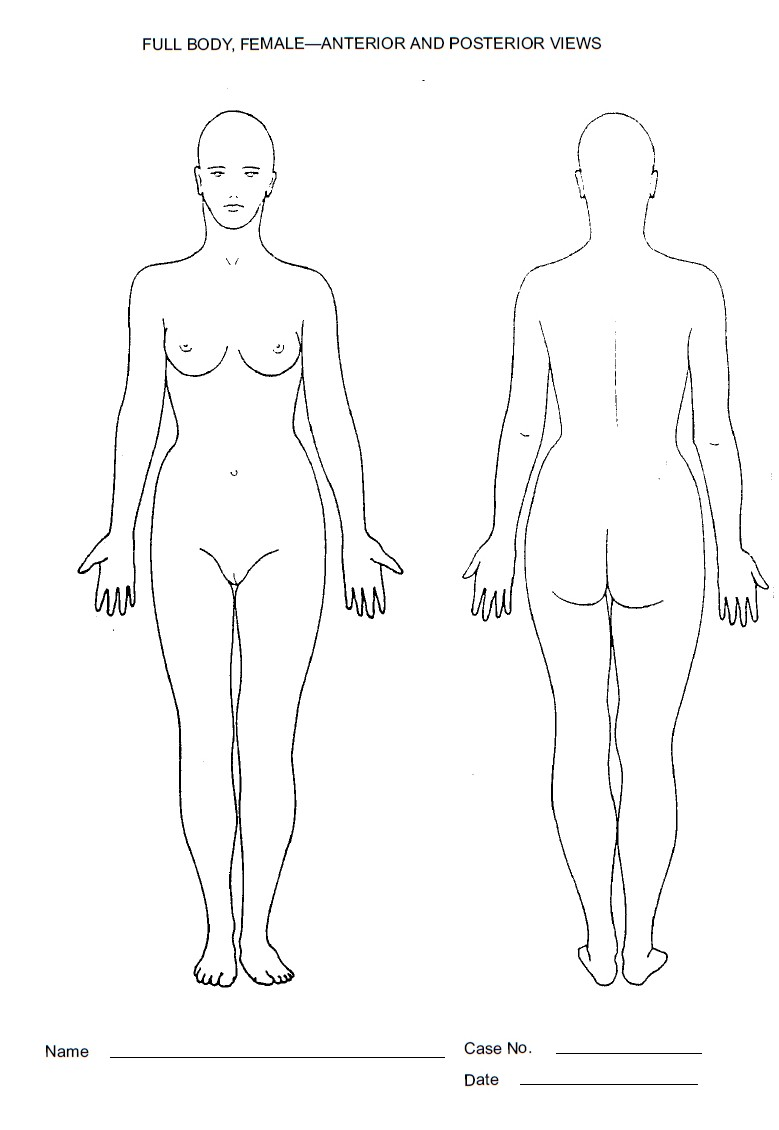 FULL BODY, FEMALE—ANTERIOR AND POSTERIOR VIEWS
Name
Case No.
Date